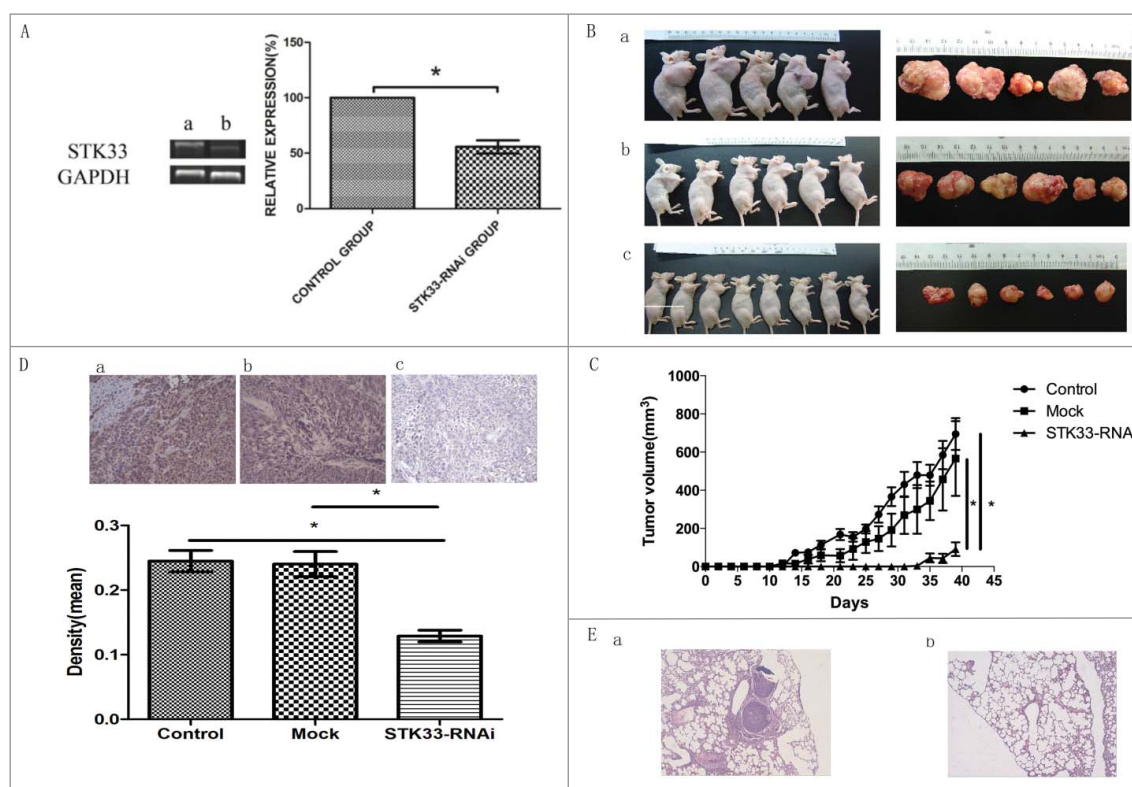 A
a b
STK33
GAPDH
RELATIVE EXPRESSION(%)
150
100
50
0
*
CONTROL GROUP
STK33-RNAi GROUP
B
a
b
c
D
a b c
Density(mean)
0.3
0.2
0.1
0.0
*
*
Control Mock STK33-RNAi
C
Tumor volume(mm³)
1000
800
600
400
200
0
0 5 10 15 20 25 30 35 40 45
Days
Control
Mock
STK33-RNA
* *
E
a b